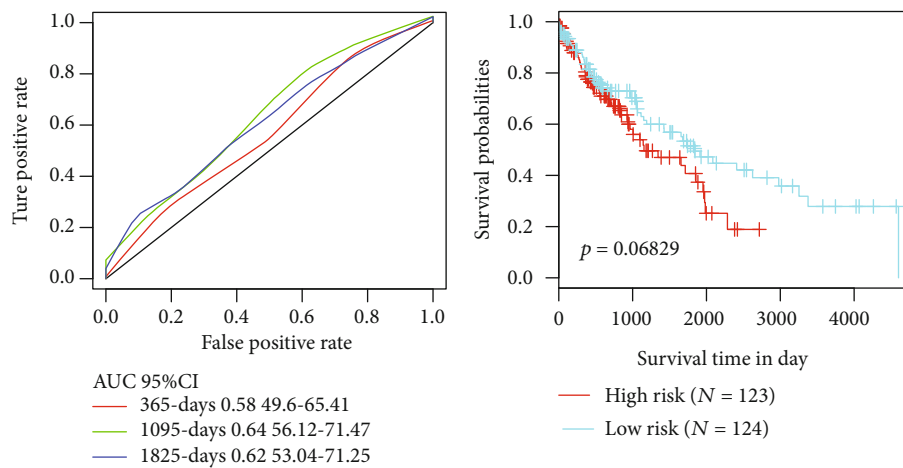 Ture positive rate
1.0
0.8
0.6
0.4
0.2
0.0
0.0 0.2 0.4 0.6 0.8 1.0
False positive rate
AUC 95%CI
365-days 0.58 49.6-65.41
1095-days 0.64 56.12-71.47
1825-days 0.62 53.04-71.25
Survival probabilities
1.0
0.8
0.6
0.4
0.2
0.0
p = 0.06829
0 1000 2000 3000 4000
Survival time in day
High risk (N = 123)
Low risk (N = 124)